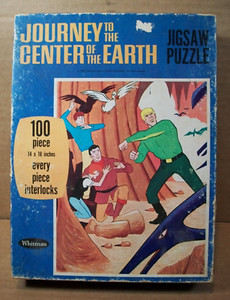 JOURNEY TO THE
CENTER OF THE EARTH
JIGSAW
PUZZLE
100
piece
14 x 18 inches
every
piece
interlocks
Whitman